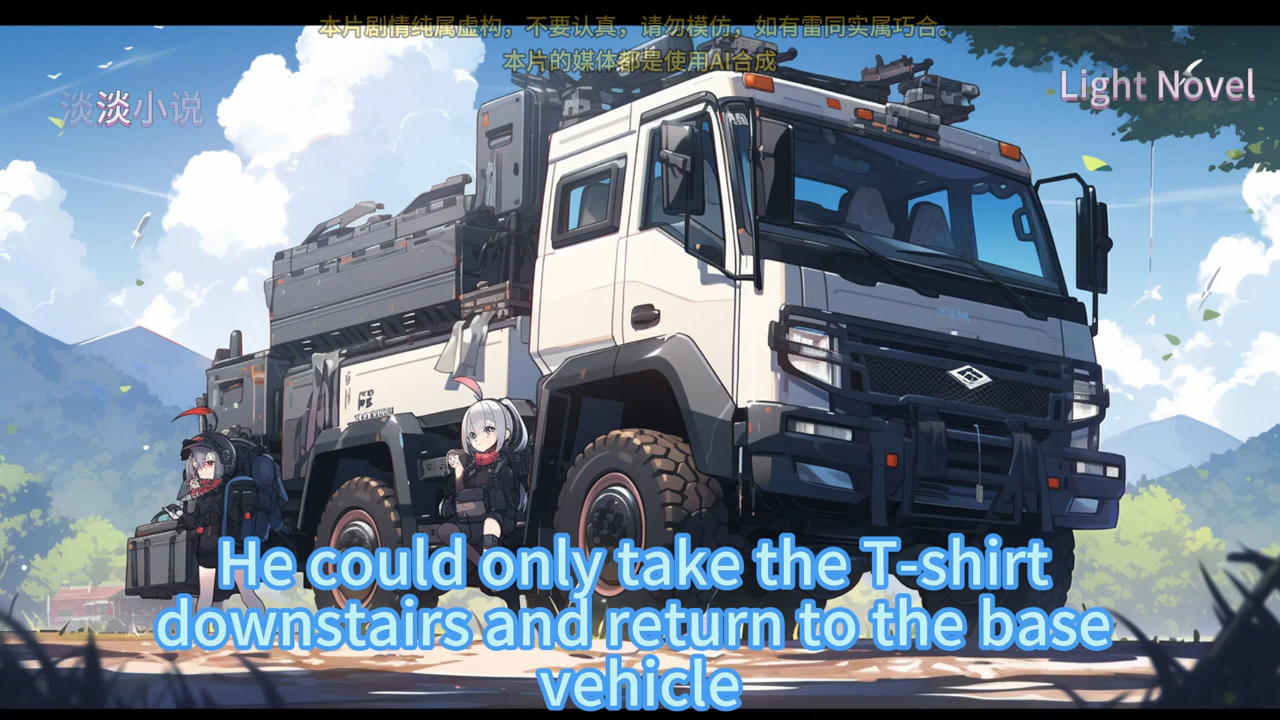 本片剧情纯属虚构，不要认真，请勿模仿，如有雷同实属巧合。
本片的媒体都是使用AI合成
淡淡小说
Light Novel
He could only take the T-shirt
downstairs and return to the base
vehicle